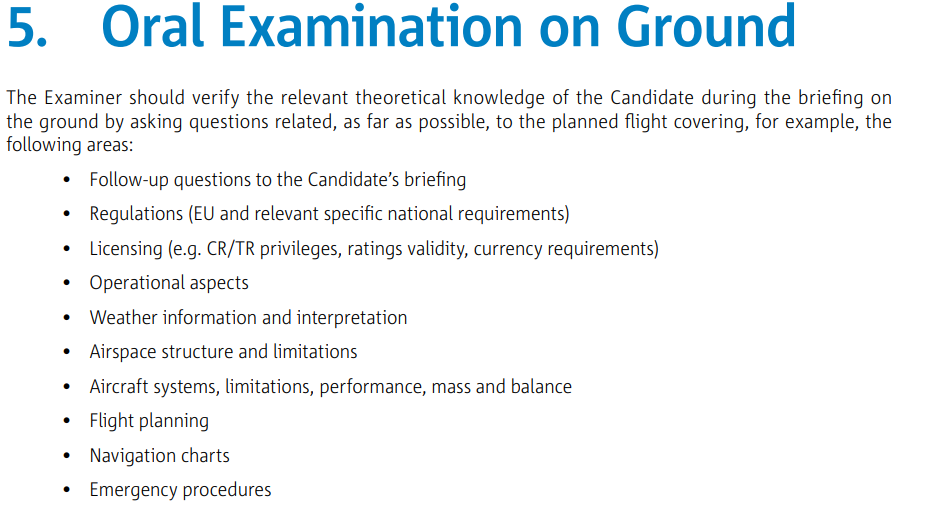 5. Oral Examination on Ground
The Examiner should verify the relevant theoretical knowledge of the Candidate during the briefing on
the ground by asking questions related, as far as possible, to the planned flight covering, for example, the
following areas:
• Follow-up questions to the Candidate’s briefing
• Regulations (EU and relevant specific national requirements)
• Licensing (e.g. CR/TR privileges, ratings validity, currency requirements)
• Operational aspects
• Weather information and interpretation
• Airspace structure and limitations
• Aircraft systems, limitations, performance, mass and balance
• Flight planning
• Navigation charts
• Emergency procedures